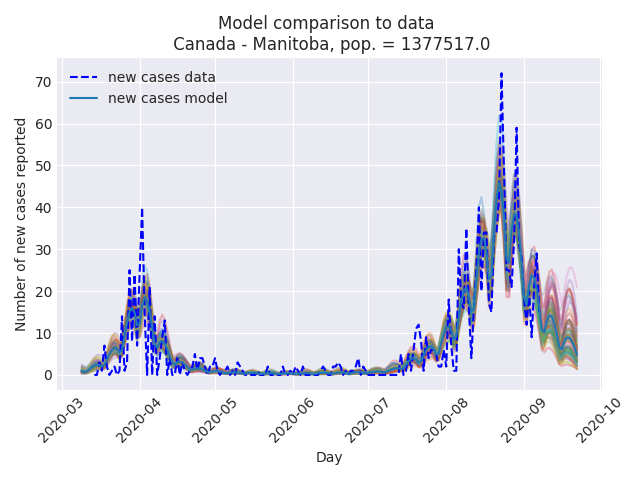 Model comparison to data
Canada - Manitoba, pop. = 1377517.0
new cases data
new cases model
Number of new cases reported
70
60
50
40
30
20
10
0
2020-03
2020-04
2020-05
2020-06
2020-07
2020-08
2020-09
2020-10
Day